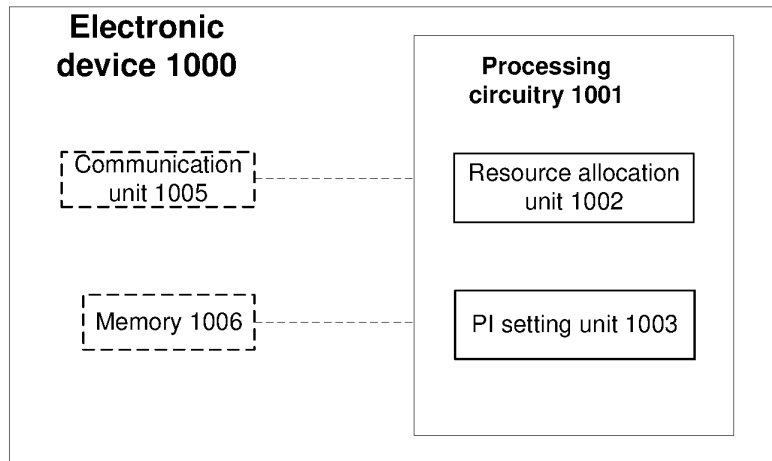 Electronic
device 1000
Processing
circuitry 1001
Communication
unit 1005
Resource allocation
unit 1002
Memory 1006
PI setting unit 1003